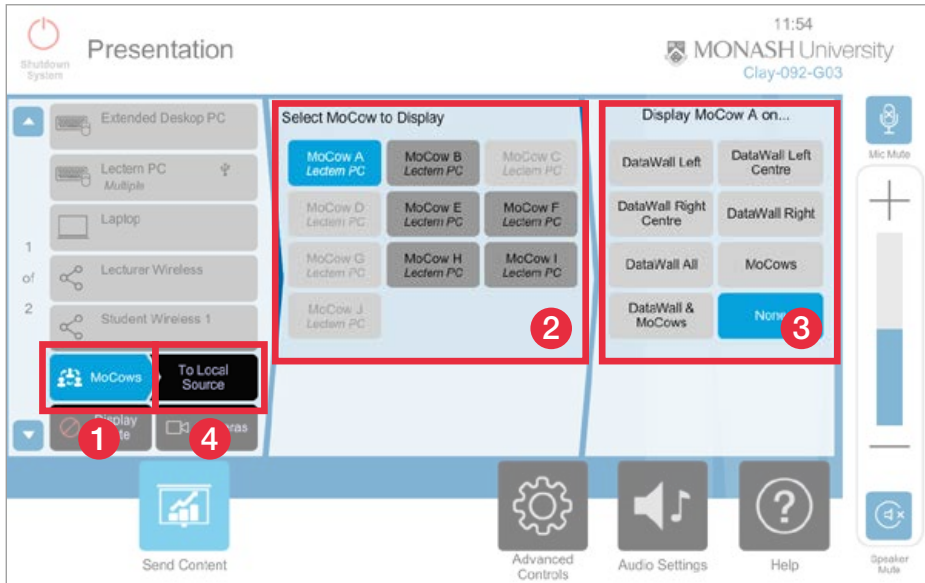 Shutdown
System
Presentation
11:54
MONASH University
Clay-092-G03
Extended Deskop PC
Lectern PC
Multiple
Laptop
1
of
2
Lecturer Wireless
Student Wireless 1
MoCows
To Local
Source
Display
1
4
Select MoCow to Display
MoCow A
Lectern PC
MoCow B
Lectern PC
MoCow C
Lectern PC
MoCow D
Lectern PC
MoCow E
Lectern PC
MoCow F
Lectern PC
MoCow G
Lectern PC
MoCow H
Lectern PC
MoCow I
Lectern PC
MoCow J
Lectern PC
2
Display MoCow A on...
DataWall Left
DataWall Left
Centre
DataWall Right
Centre
DataWall Right
DataWall All
MoCows
DataWall &
MoCows
None
3
Mic Mute
Speaker
Mute
Send Content
Advanced
Controls
Audio Settings
Help